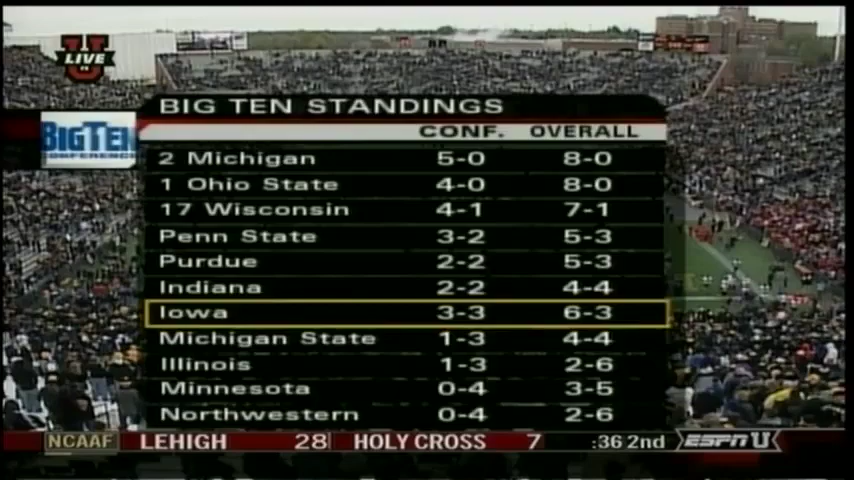 U
LIVE
BIG TEN STANDINGS
BIG TEN
CONFERENCE
CONF. OVERALL
2 Michigan 5-0 8-0
1 Ohio State 4-0 8-0
17 Wisconsin 4-1 7-1
Penn State 3-2 5-3
Purdue 2-2 5-3
Indiana 2-2 4-4
Iowa 3-3 6-3
Michigan State 1-3 4-4
Illinois 1-3 2-6
Minnesota 0-4 3-5
Northwestern 0-4 2-6
NCAAF LEHIGH 28 HOLY CROSS 7 :36 2nd ESPN U